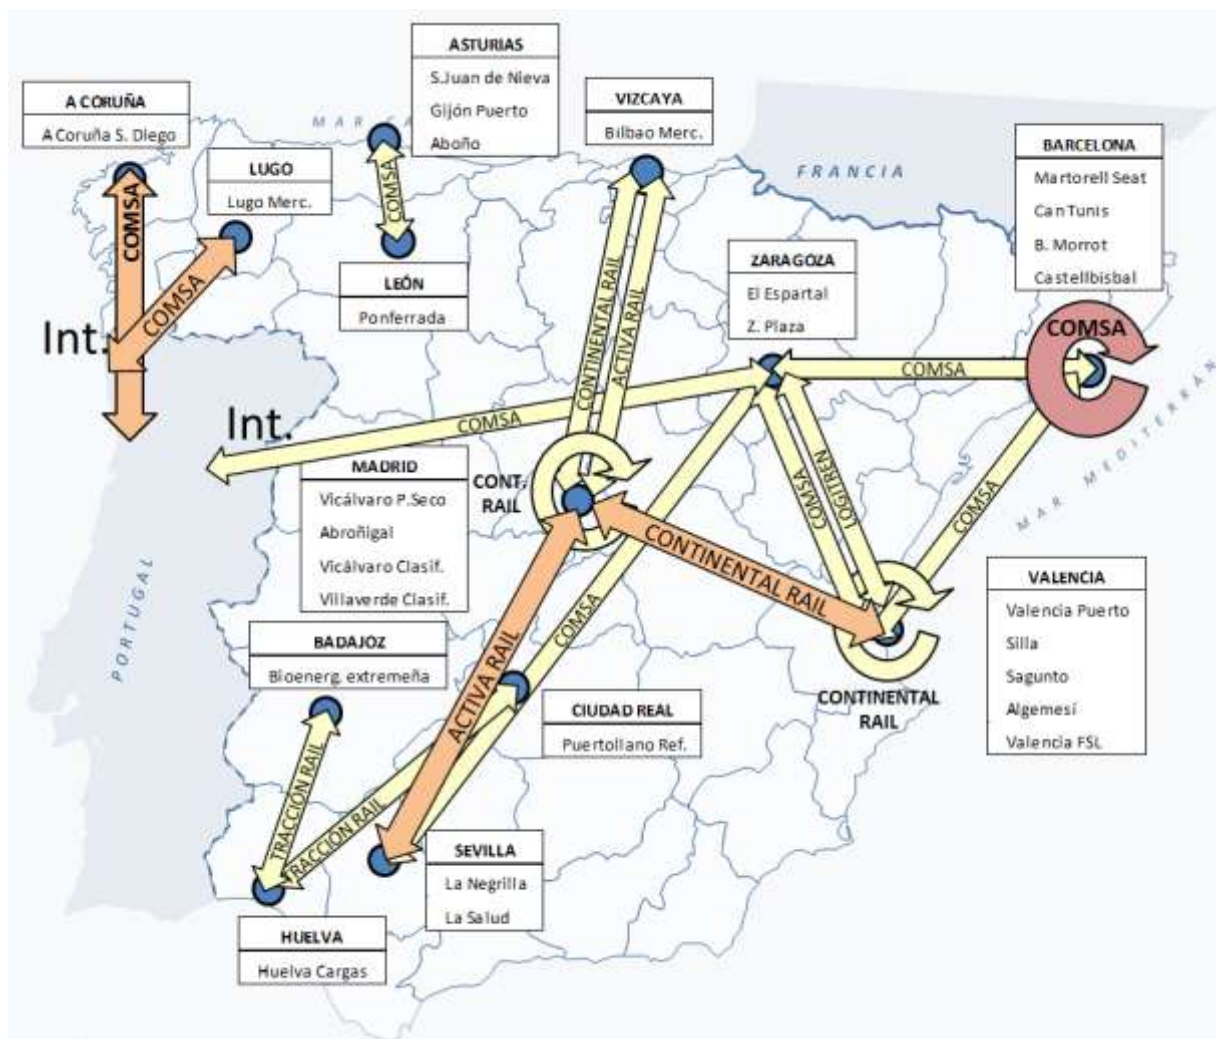 ASTURIAS
S.Juan de Nieva
Gijón Puerto
Aboño
A CORUÑA
A Coruña S. Diego
VIZCAYA
Bilbao Merc.
MAR CA
LUGO
Lugo Merc.
FRANCIA
BARCELONA
Martorell Seat
Can Tunis
B. Morrot
Castellbisbal
COMSA
COMSA
COMSA
LEÓN
Ponferrada
ZARAGOZA
El Espartal
Z. Plaza
CONTINENTAL RAIL
ACTIVA RAIL
Int.
COMSA
COMSA
COMSA
Int.
MAR MEDITERRÁN
MADRID
Vicálvaro P.Seco
Abroñigal
Vicálvaro Clasif.
Villaverde Clasif.
CONT.
RAIL
COMSA
LOGITREN
COMSA
CONTINENTAL RAIL
PORTUGAL
COMSA
ACTIVA RAIL
BADAJOZ
Bioenerg. extremeña
CIUDAD REAL
Puertollano Ref.
CONTINENTAL
RAIL
VALENCIA
Valencia Puerto
Silla
Sagunto
Algemesí
Valencia FSL
TRACCIÓN RAIL
TRACCIÓN RAIL
SEVILLA
La Negrilla
La Salud
HUELVA
Huelva Cargas